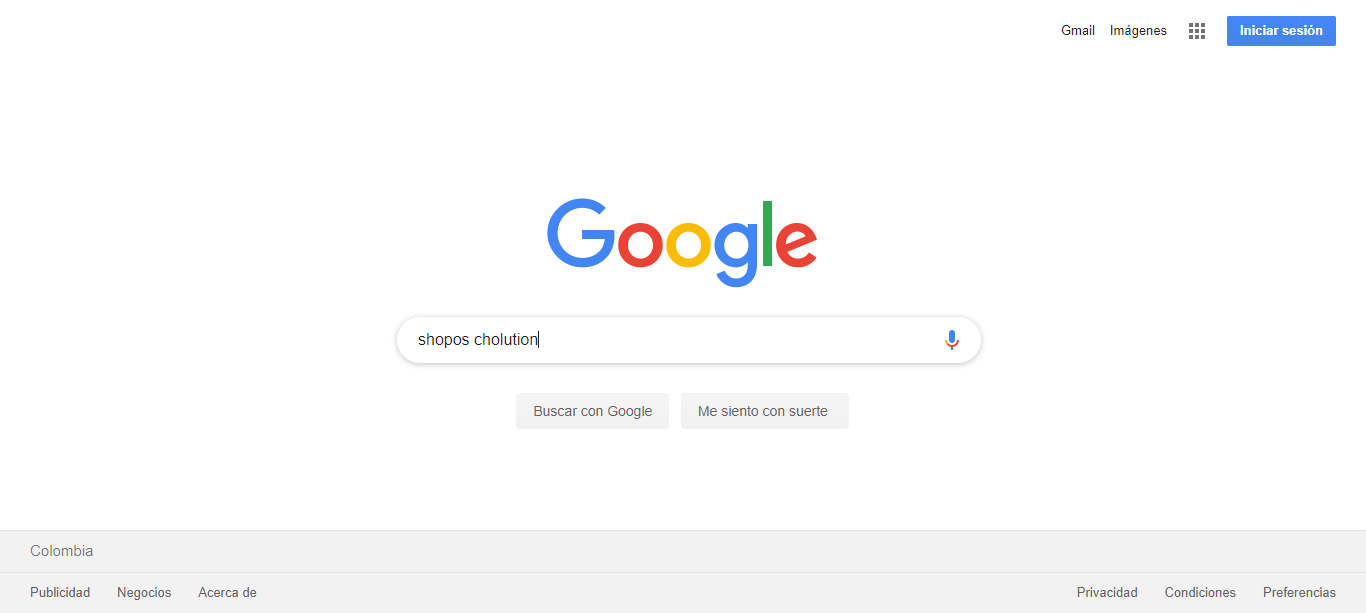 Gmail Imágenes Iniciar sesión
Google
shopos cholution
Buscar con Google Me siento con suerte
Colombia
Publicidad Negocios Acerca de Privacidad Condiciones Preferencias